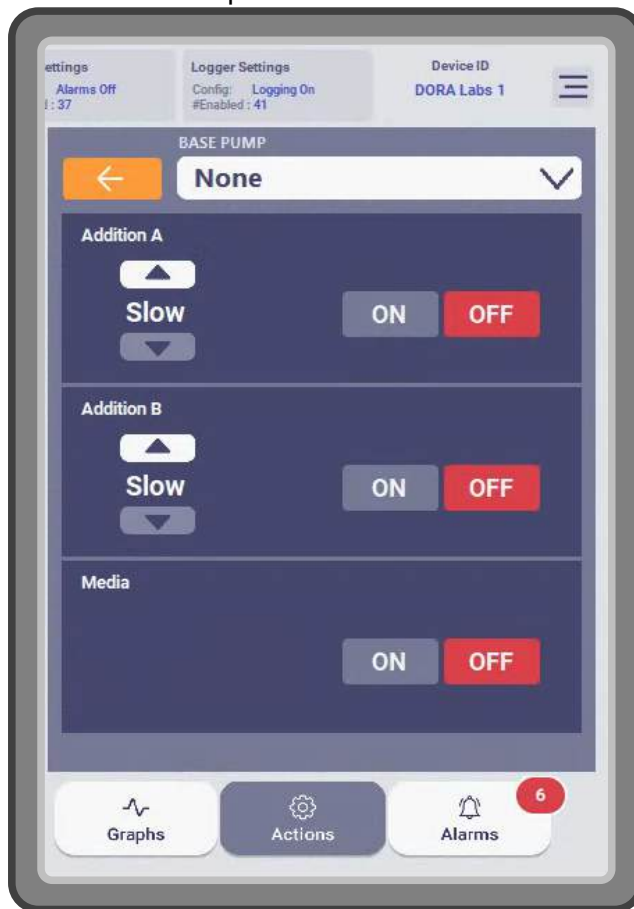 ettings
Alarms Off
: 37
Logger Settings
Config: Logging On
#Enabled : 41
Device ID
DORA Labs 1
BASE PUMP
None
Addition A
Slow
ON OFF
Addition B
Slow
ON OFF
Media
ON OFF
6
Graphs
Actions
Alarms